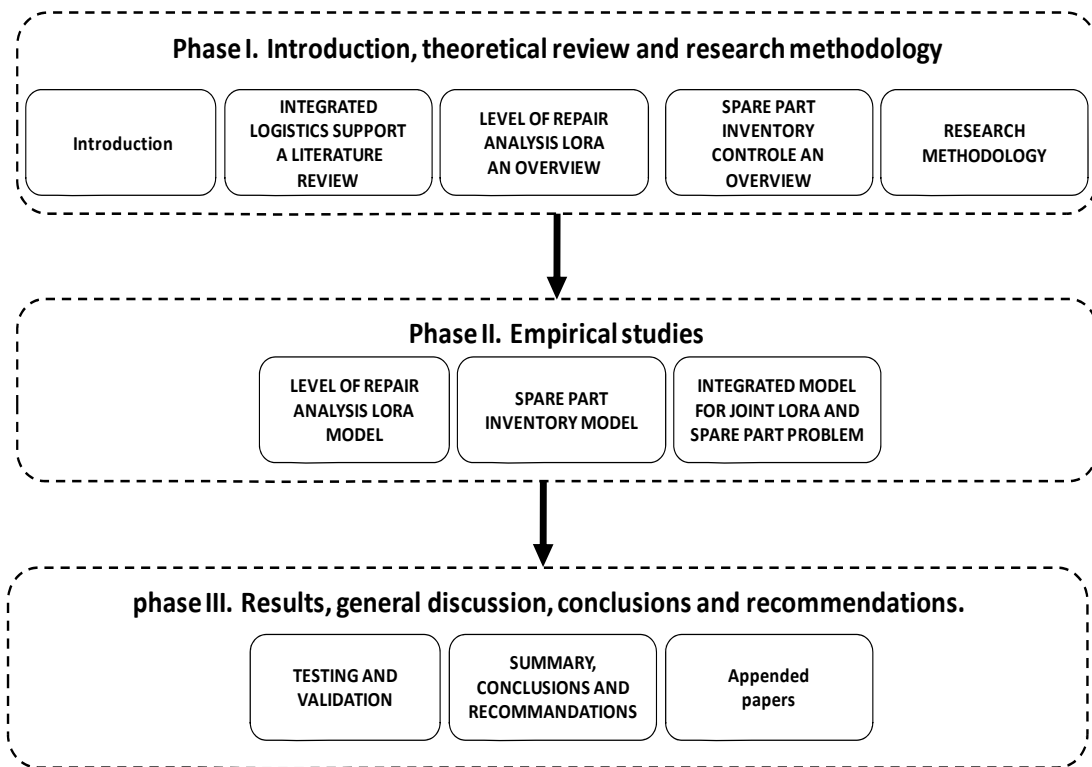 Phase I. Introduction, theoretical review and research methodology
Introduction
INTEGRATED
LOGISTICS SUPPORT
A LITERATURE
REVIEW
LEVEL OF REPAIR
ANALYSIS LORA
AN OVERVIEW
SPARE PART
INVENTORY
CONTROLE AN
OVERVIEW
RESEARCH
METHODOLOGY
Phase II. Empirical studies
LEVEL OF REPAIR
ANALYSIS LORA
MODEL
SPARE PART
INVENTORY MODEL
INTEGRATED MODEL
FOR JOINT LORA AND
SPARE PART PROBLEM
phase III. Results, general discussion, conclusions and recommendations.
TESTING AND
VALIDATION
SUMMARY,
CONCLUSIONS AND
RECOMMANDATIONS
Appended
papers